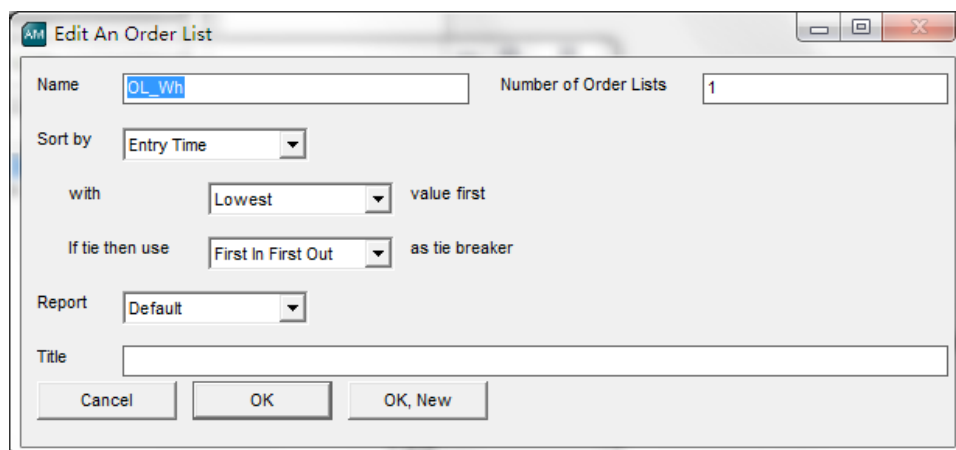 AM Edit An Order List
Name OL_Wh Number of Order Lists 1
Sort by Entry Time
with Lowest value first
If tie then use First In First Out as tie breaker
Report Default
Title
Cancel OK OK, New